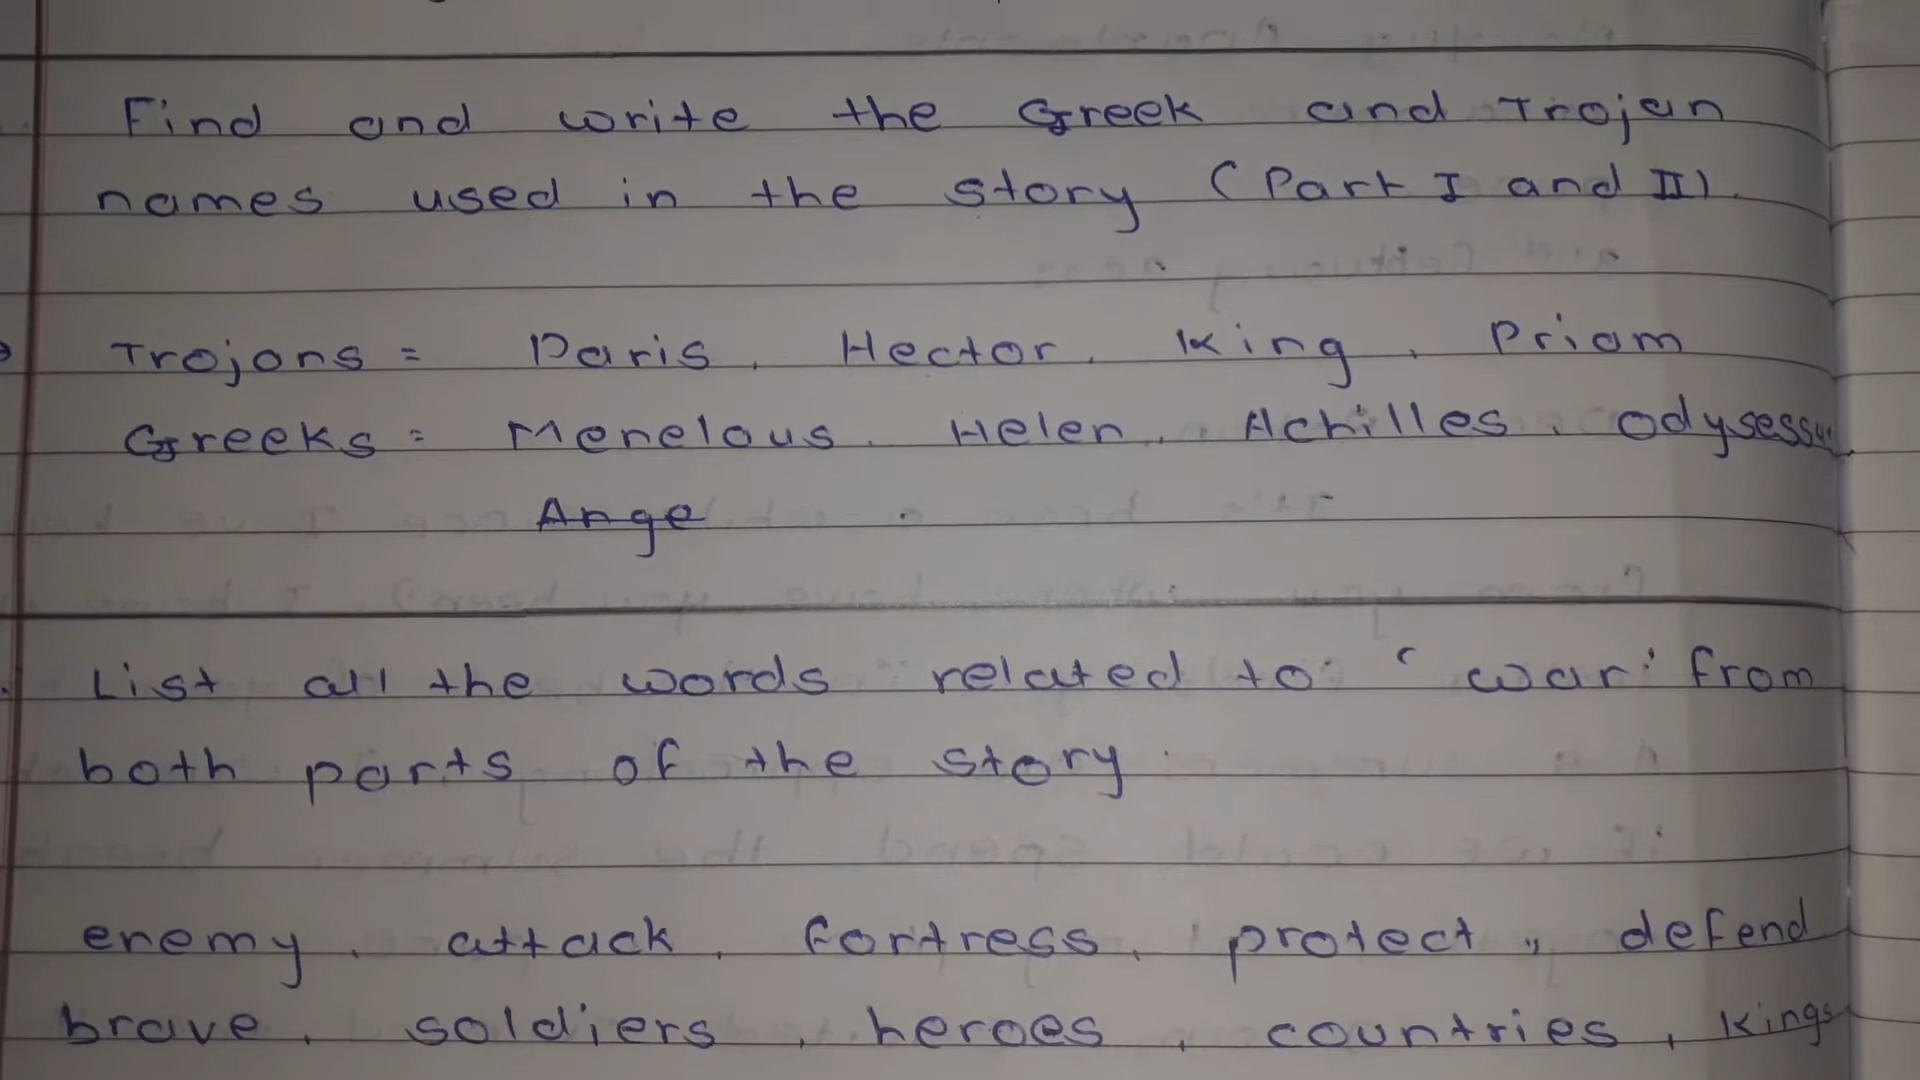 Find and write the Greek and Trojan
names used in the story (Part I and II).
Trojans = Paris, Hector, King, Priam
Greeks = Menelous, Helen, Achilles,
Ange
List all the words related to 'war' from
both parts of the story.
enemy, attack, fortress, protect, defend
brave, soldiers, heroes, countries, Kings